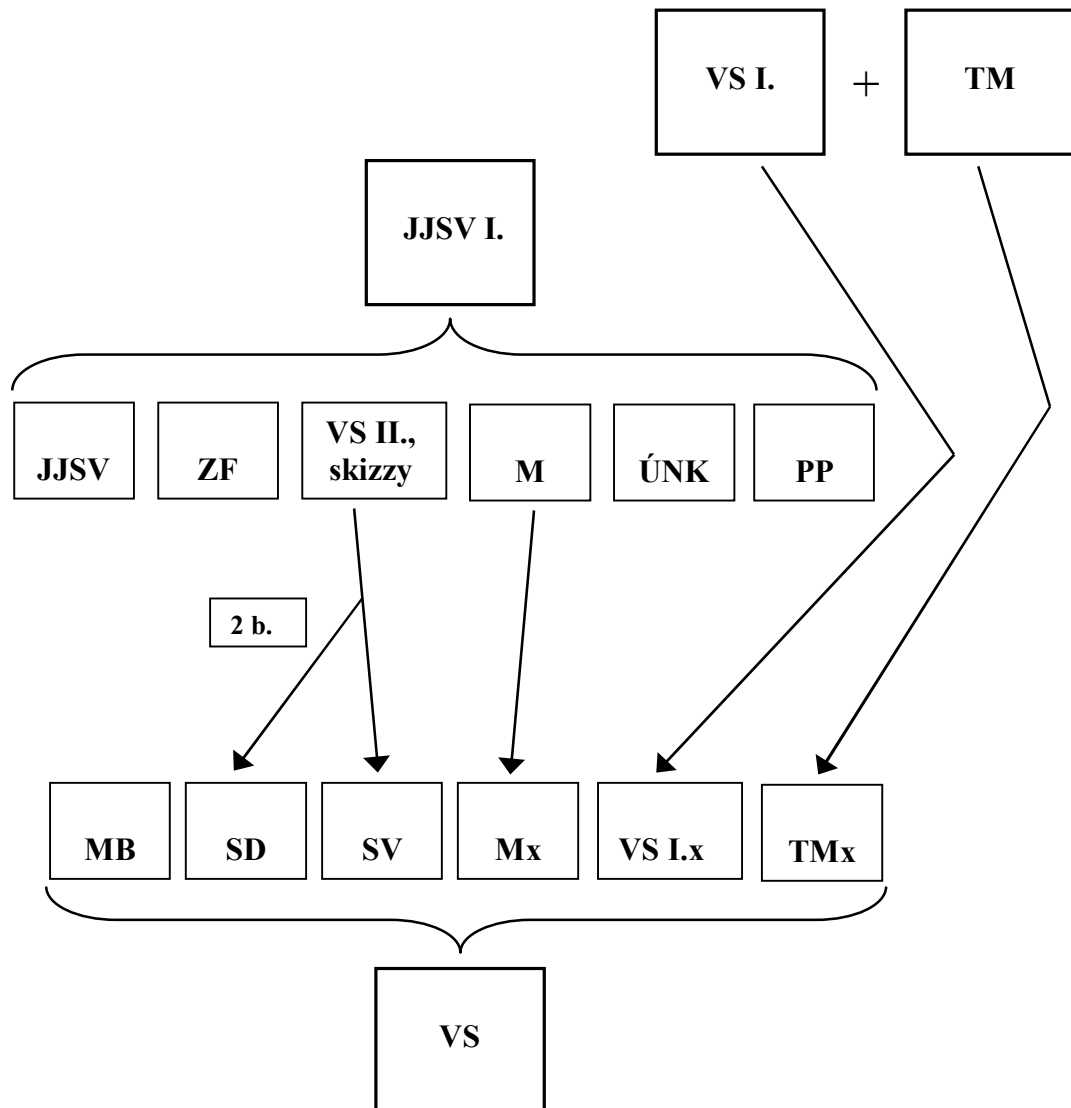 VS I.
+
TM
JJSV I.
JJSV
ZF
VS II.,
skizzy
M
ÚNK
PP
2 b.
MB
SD
SV
Mx
VS I.x
TMx
VS